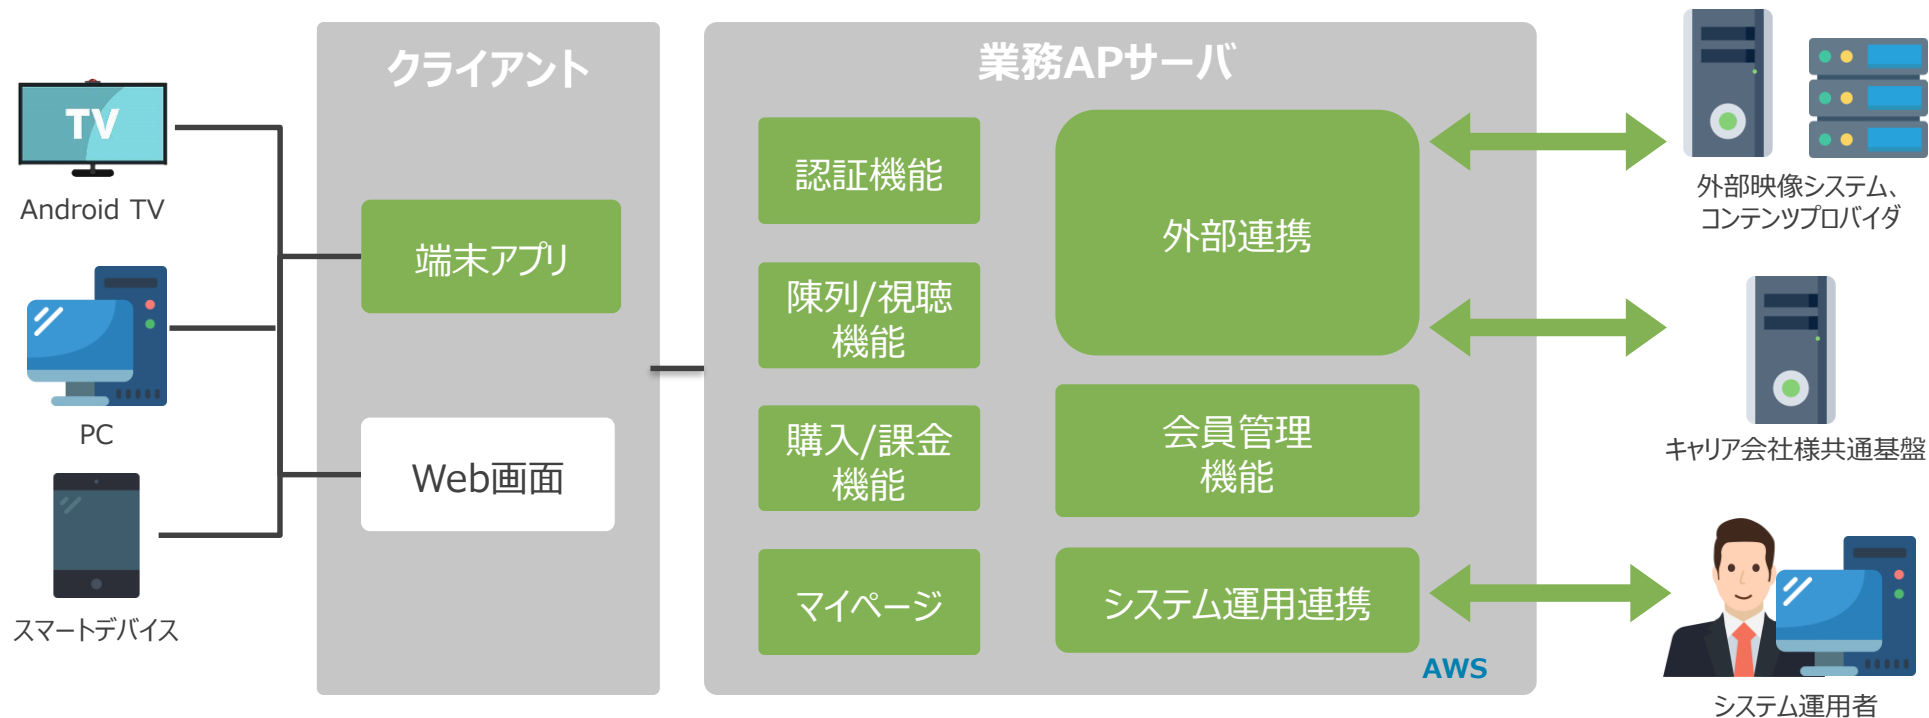 クライアント
業務APサーバ
TV
Android TV
PC
スマートデバイス
端末アプリ
Web画面
認証機能
陳列/視聴
機能
購入/課金
機能
マイページ
外部連携
会員管理
機能
システム運用連携
AWS
外部映像システム、
コンテンツプロバイダ
キャリア会社様共通基盤
システム運用者